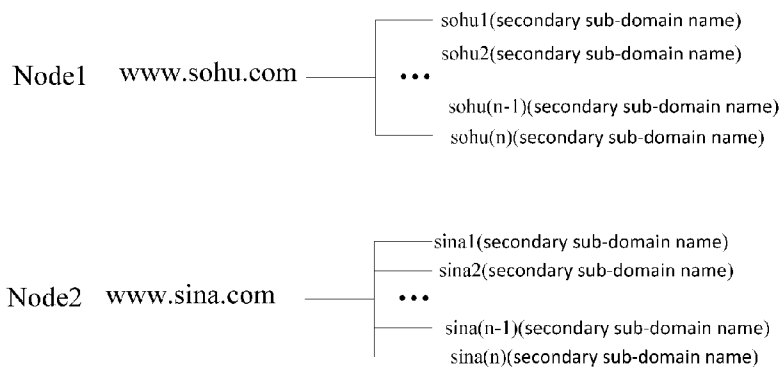 sohu1(secondary sub-domain name)
sohu2(secondary sub-domain name)
Node1 www.sohu.com
•••
sohu(n-1)(secondary sub-domain name)
sohu(n)(secondary sub-domain name)
sina1(secondary sub-domain name)
sina2(secondary sub-domain name)
Node2 www.sina.com
•••
sina(n-1)(secondary sub-domain name)
sina(n)(secondary sub-domain name)